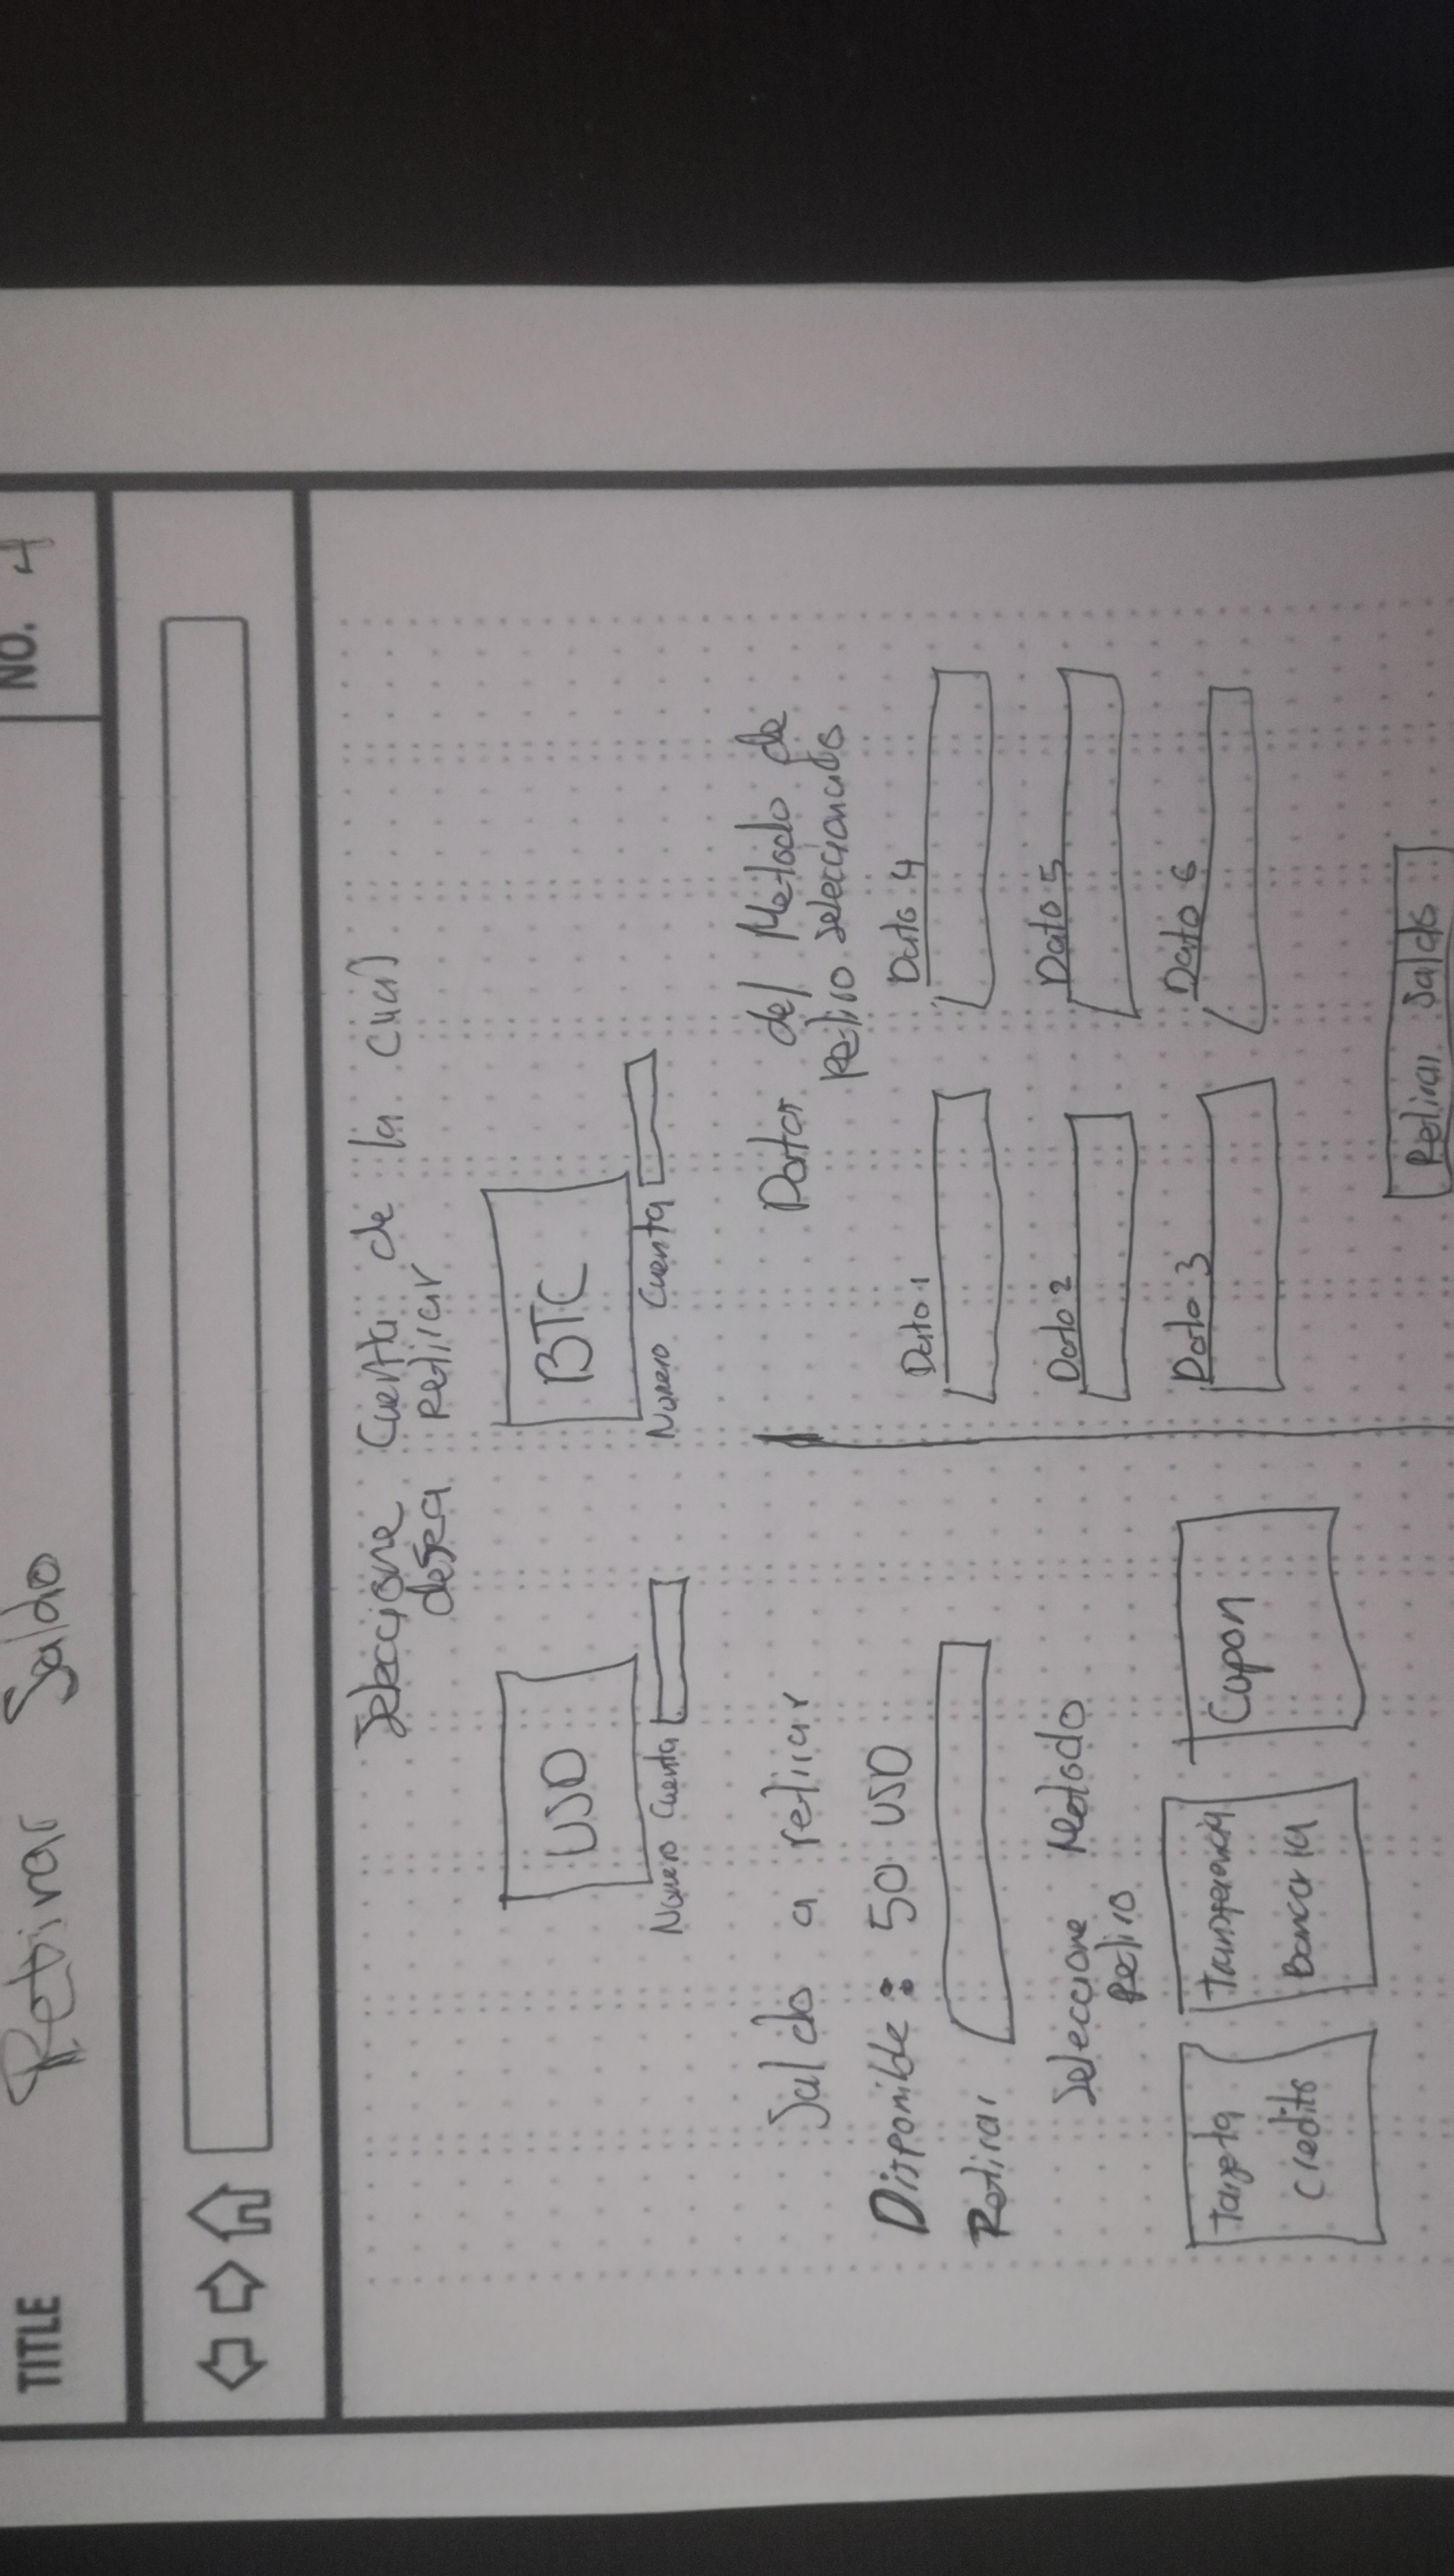 TITLE Retirar Saldo NO. 4
Seleccione Cuenta de la cual
desea retirar
USD BTC
Numero Cuenta Numero Cuenta
Saldo a retirar
Disponible: 50 USD
Retirar
Seleccione Metodo
Retiro
Tarjeta
Credito
Transferencia
Bancaria
Cupon
Datos del Metodo de
Retiro seleccionado
Dato 1 Dato 4
Dato 2 Dato 5
Dato 3 Dato 6
Retirar Saldo